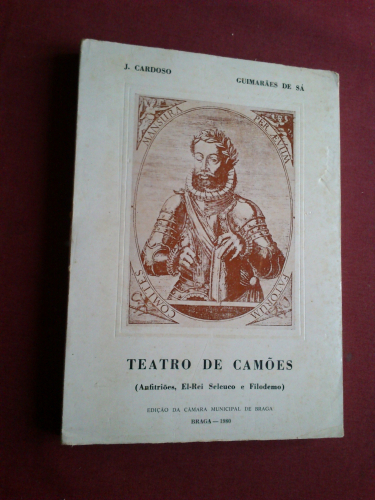 J. CARDOSO
GUIMARÃES DE SÁ
MANSURA PER ÆVUM
COMITES FATORUM
TEATRO DE CAMÕES
(Anfitriões, El-Rei Seleuco e Filodemo)
EDIÇÃO DA CÂMARA MUNICIPAL DE BRAGA
BRAGA — 1980